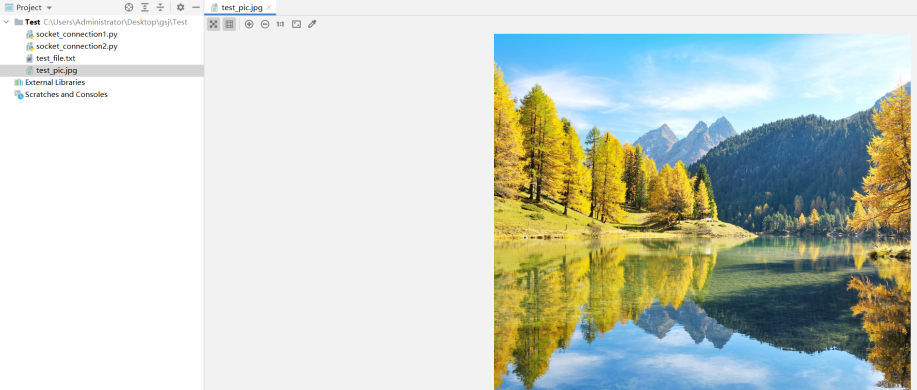 Project
Test C:\Users\Administrator\Desktop\gsj\Test
socket_connection1.py
socket_connection2.py
test_file.txt
test_pic.jpg
External Libraries
Scratches and Consoles
test_pic.jpg
1:1